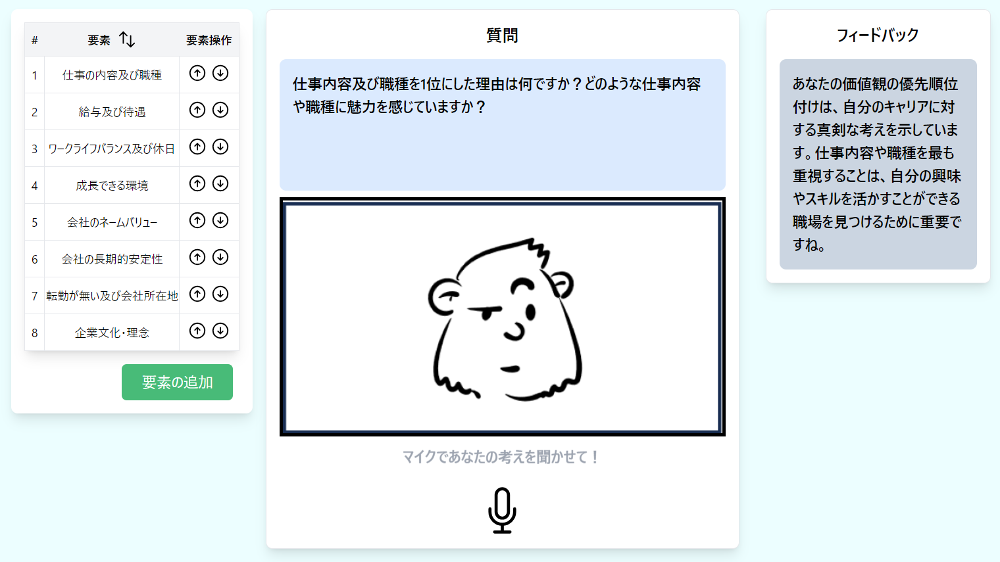 # 要素 要素操作
1 仕事の内容及び職種
2 給与及び待遇
3 ワークライフバランス及び休日
4 成長できる環境
5 会社のネームバリュー
6 会社の長期的安定性
7 転勤が無い及び会社所在地
8 企業文化・理念
要素の追加
質問
仕事内容及び職種を1位にした理由は何ですか？どのような仕事内容
や職種に魅力を感じていますか？
マイクであなたの考えを聞かせて！
フィードバック
あなたの価値観の優先順位
付けは、自分のキャリアに対
する真剣な考えを示していま
す。仕事内容や職種を最も
重視することは、自分の興味
やスキルを活かすことができる
職場を見つけるために重要で
すね。